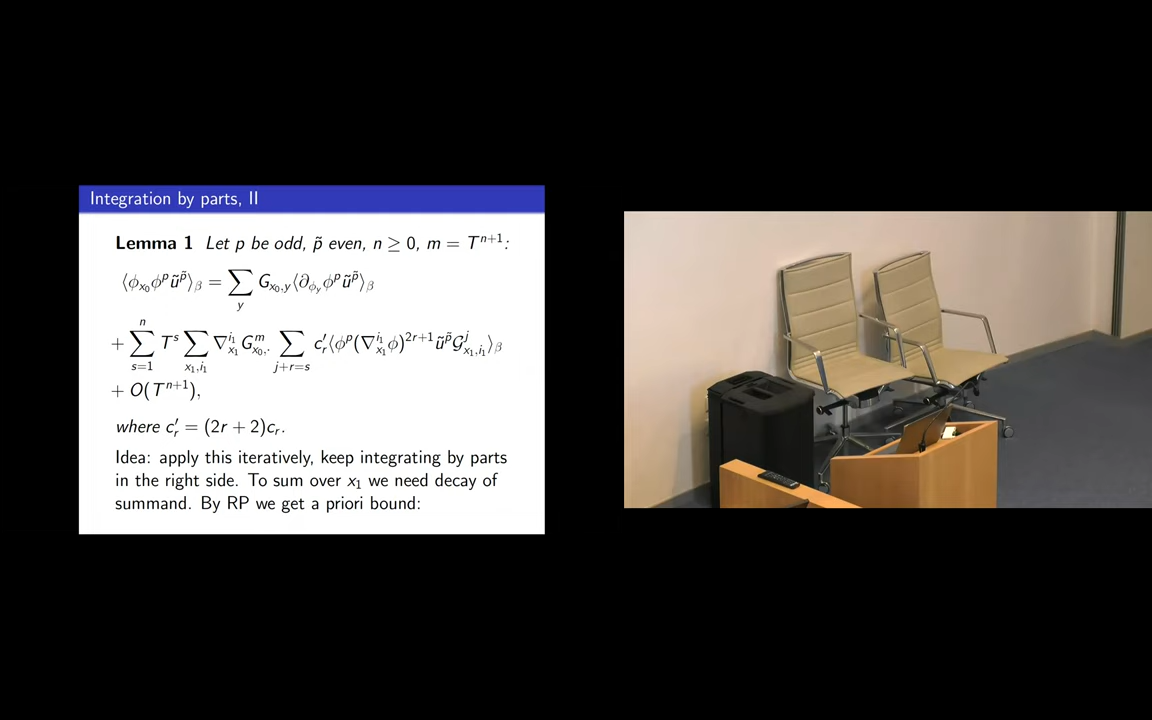 Integration by parts, II
Lemma 1 Let p be odd, p̃ even, n ≥ 0, m = T^{n+1}:
⟨ϕ_{x_0} ϕ^p ũ^{p̃}⟩_β = ∑_y G_{x_0,y} ⟨∂_{ϕ_y} ϕ^p ũ^{p̃}⟩_β
+ ∑_{s=1}^{n} T^s ∑_{x_1,i_1} ∇^{i_1}_{x_1} G^m_{x_0,·} ∑_{j+r=s} c′_r ⟨ϕ^p (∇^{i_1}_{x_1} ϕ)^{2r+1} ũ^{p̃} 𝒢^j_{x_1,i_1}⟩_β
+ O(T^{n+1}),
where c′_r = (2r + 2)c_r.
Idea: apply this iteratively, keep integrating by parts
in the right side. To sum over x_1 we need decay of
summand. By RP we get a priori bound: